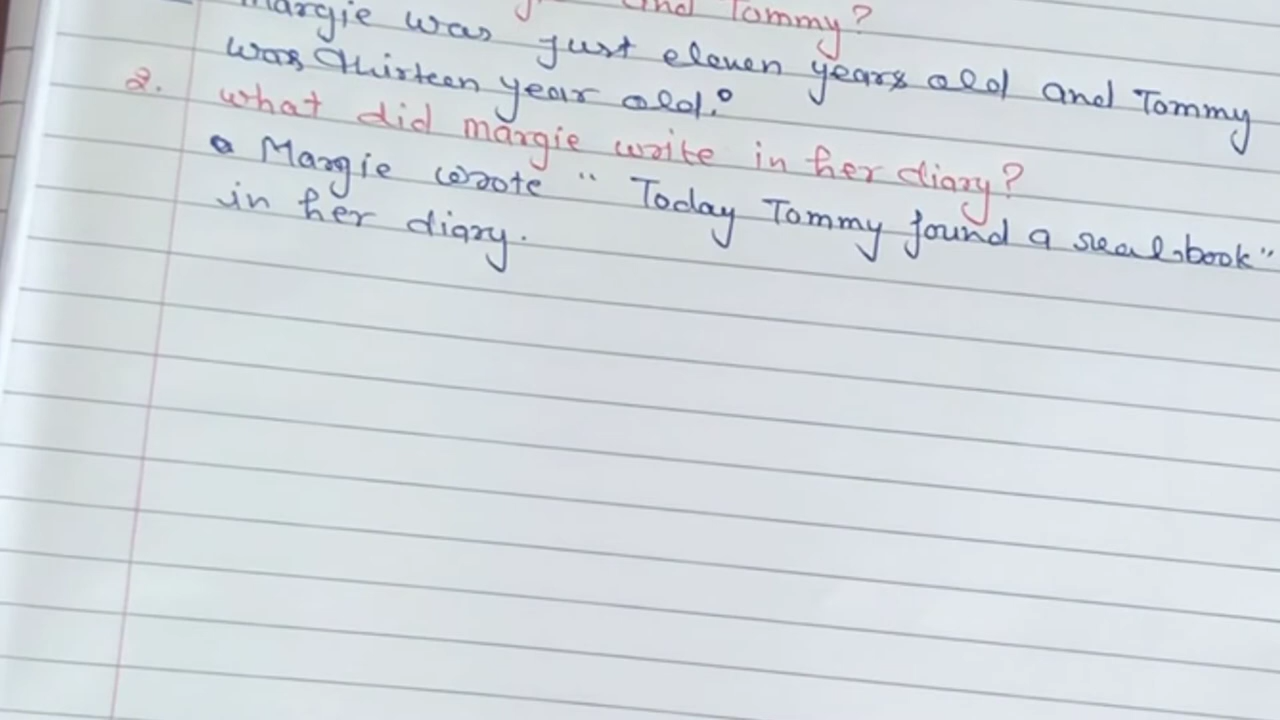 and Tommy?
Margie was just eleven years old and Tommy
was thirteen year old.
2. What did margie write in her diary?
Margie wrote " Today Tommy found a real book"
in her diary.